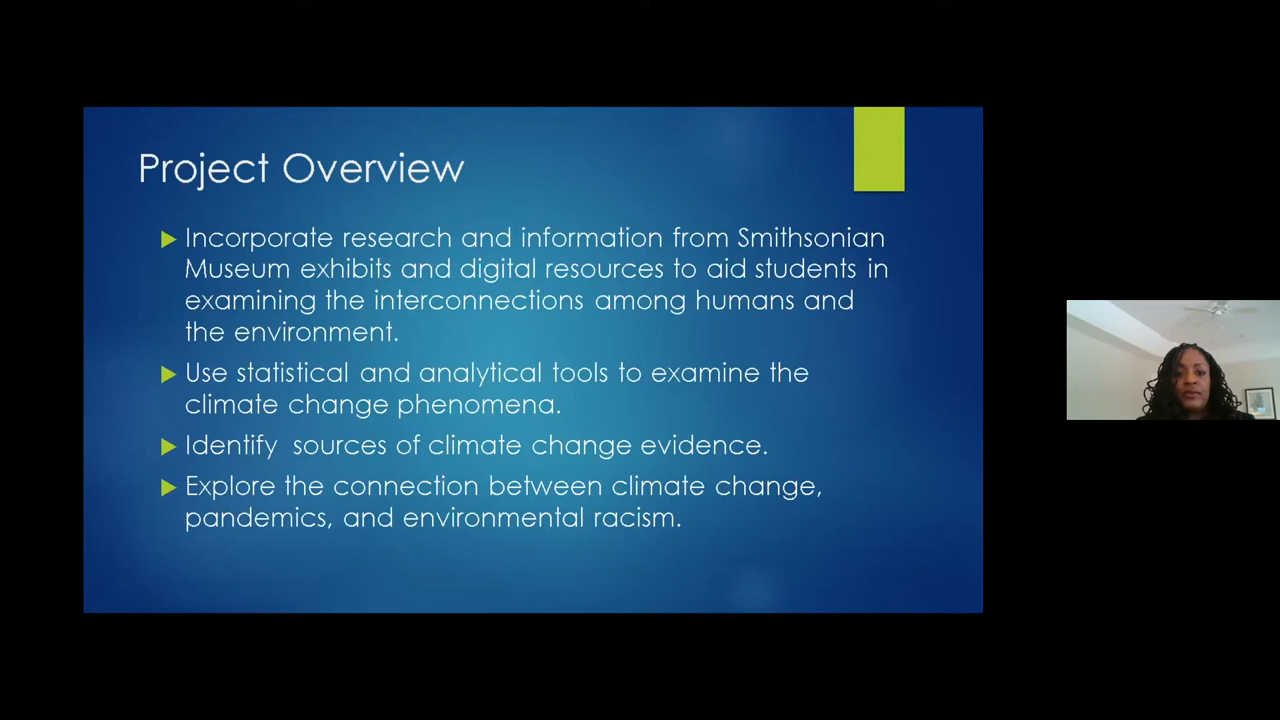 Project Overview
Incorporate research and information from Smithsonian
Museum exhibits and digital resources to aid students in
examining the interconnections among humans and
the environment.
Use statistical and analytical tools to examine the
climate change phenomena.
Identify  sources of climate change evidence.
Explore the connection between climate change,
pandemics, and environmental racism.